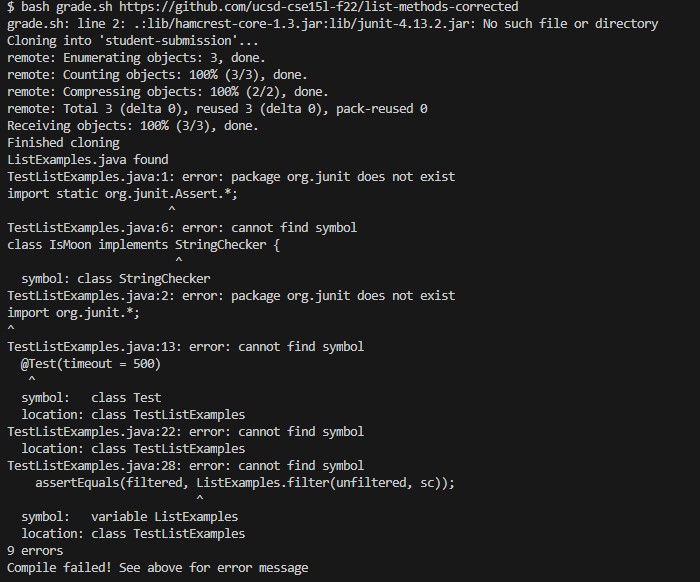 $ bash grade.sh https://github.com/ucsd-cse15l-f22/list-methods-corrected
grade.sh: line 2: .:lib/hamcrest-core-1.3.jar:lib/junit-4.13.2.jar: No such file or directory
Cloning into 'student-submission'...
remote: Enumerating objects: 3, done.
remote: Counting objects: 100% (3/3), done.
remote: Compressing objects: 100% (2/2), done.
remote: Total 3 (delta 0), reused 3 (delta 0), pack-reused 0
Receiving objects: 100% (3/3), done.
Finished cloning
ListExamples.java found
TestListExamples.java:1: error: package org.junit does not exist
import static org.junit.Assert.*;
                       ^
TestListExamples.java:6: error: cannot find symbol
class IsMoon implements StringChecker {
                        ^
  symbol: class StringChecker
TestListExamples.java:2: error: package org.junit does not exist
import org.junit.*;
^
TestListExamples.java:13: error: cannot find symbol
  @Test(timeout = 500)
   ^
  symbol:   class Test
  location: class TestListExamples
TestListExamples.java:22: error: cannot find symbol
  location: class TestListExamples
TestListExamples.java:28: error: cannot find symbol
    assertEquals(filtered, ListExamples.filter(unfiltered, sc));
                           ^
  symbol:   variable ListExamples
  location: class TestListExamples
9 errors
Compile failed! See above for error message